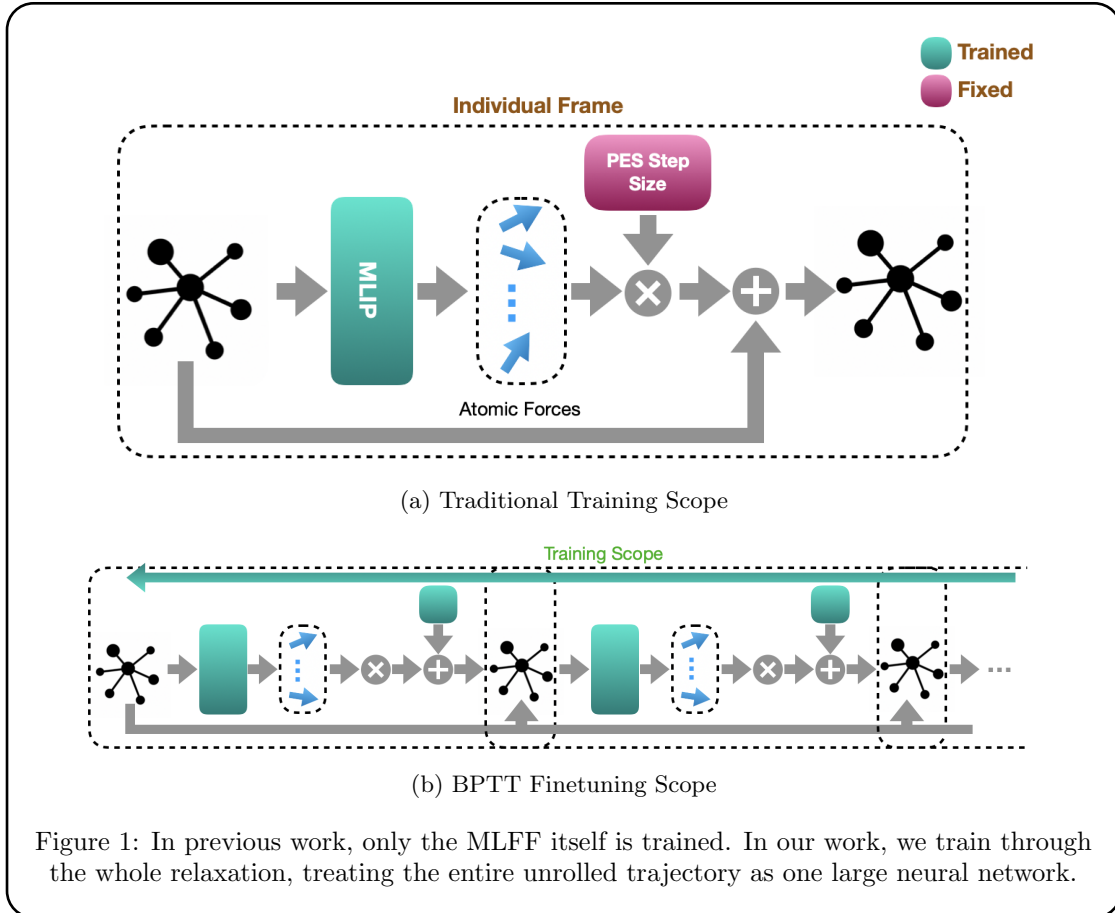 Trained
Fixed
Individual Frame
PES Step
Size
MLIP
Atomic Forces
(a) Traditional Training Scope
Training Scope
...
(b) BPTT Finetuning Scope
Figure 1: In previous work, only the MLFF itself is trained. In our work, we train through
the whole relaxation, treating the entire unrolled trajectory as one large neural network.